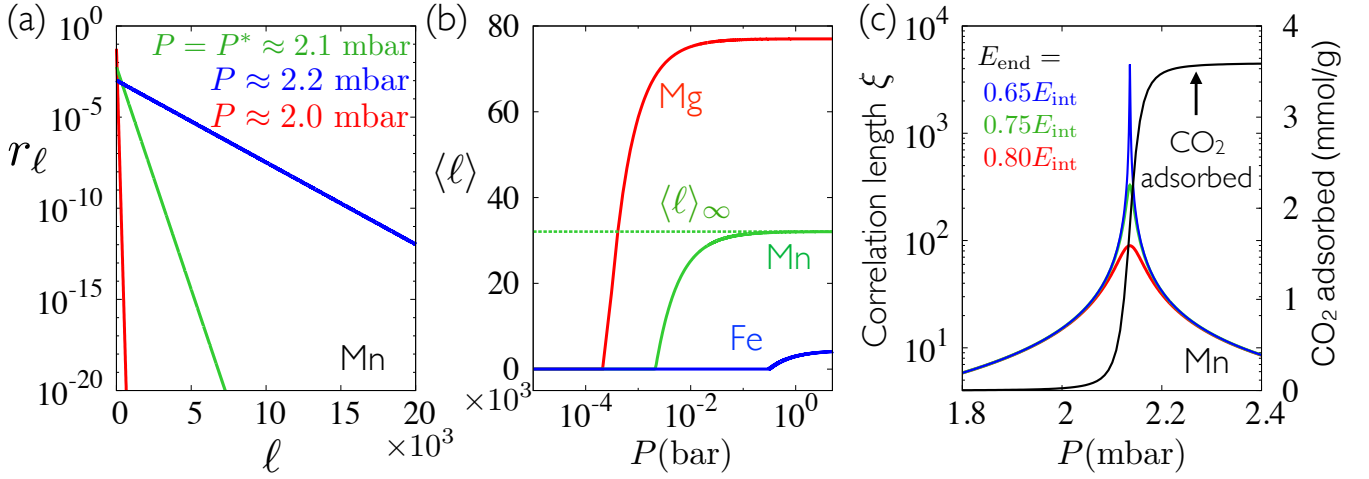 (a)
10^0
10^-5
10^-10
10^-15
10^-20
r_ℓ
P = P* ≈ 2.1 mbar
P ≈ 2.2 mbar
P ≈ 2.0 mbar
Mn
0 5 10 15 20
×10^3
ℓ
(b)
80
60
40
20
0
×10^3
⟨ℓ⟩
Mg
⟨ℓ⟩∞
Mn
Fe
10^-4 10^-2 10^0
P(bar)
(c)
10^4
10^3
10^2
10^1
Correlation length ξ
E_end =
0.65E_int
0.75E_int
0.80E_int
CO₂
adsorbed
Mn
4
3
2
1
0
CO₂ adsorbed (mmol/g)
1.8 2 2.2 2.4
P(mbar)